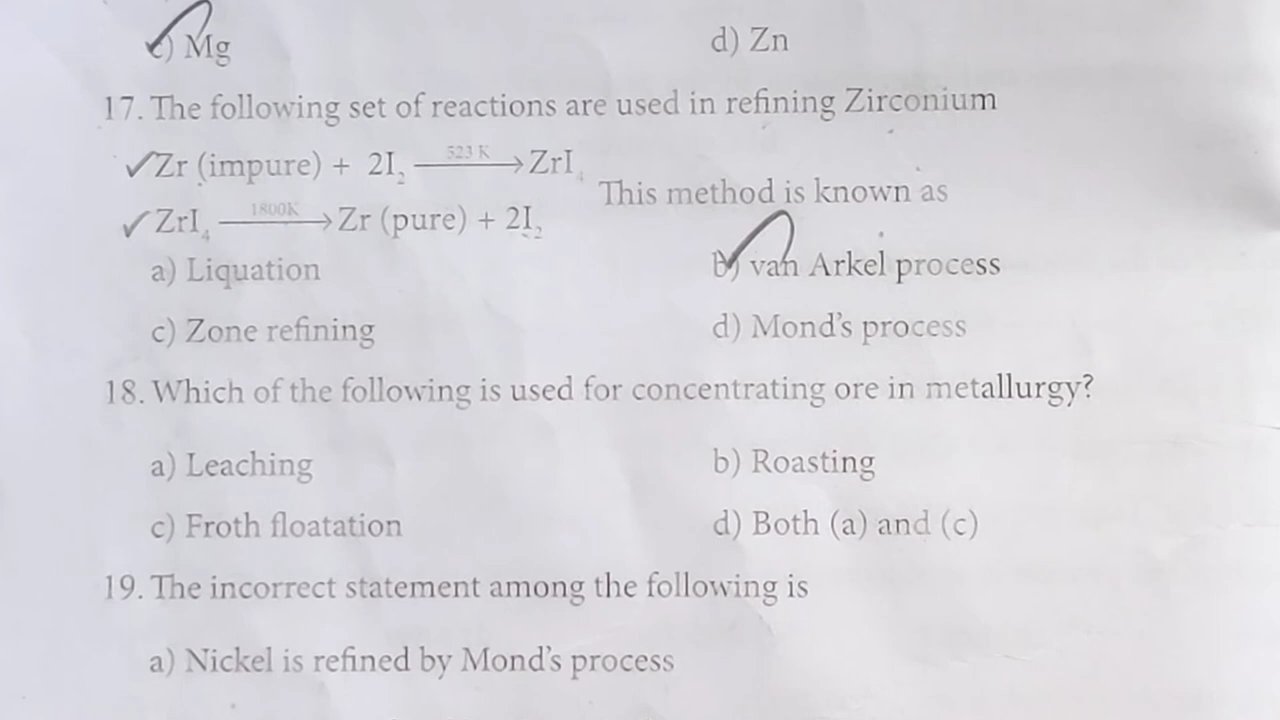 c) Mg d) Zn
17. The following set of reactions are used in refining Zirconium
Zr (impure) + 2I₂ —523 K→ ZrI₄
This method is known as
ZrI₄ —1800K→ Zr (pure) + 2I₂
a) Liquation b) van Arkel process
c) Zone refining d) Mond's process
18. Which of the following is used for concentrating ore in metallurgy?
a) Leaching b) Roasting
c) Froth floatation d) Both (a) and (c)
19. The incorrect statement among the following is
a) Nickel is refined by Mond's process